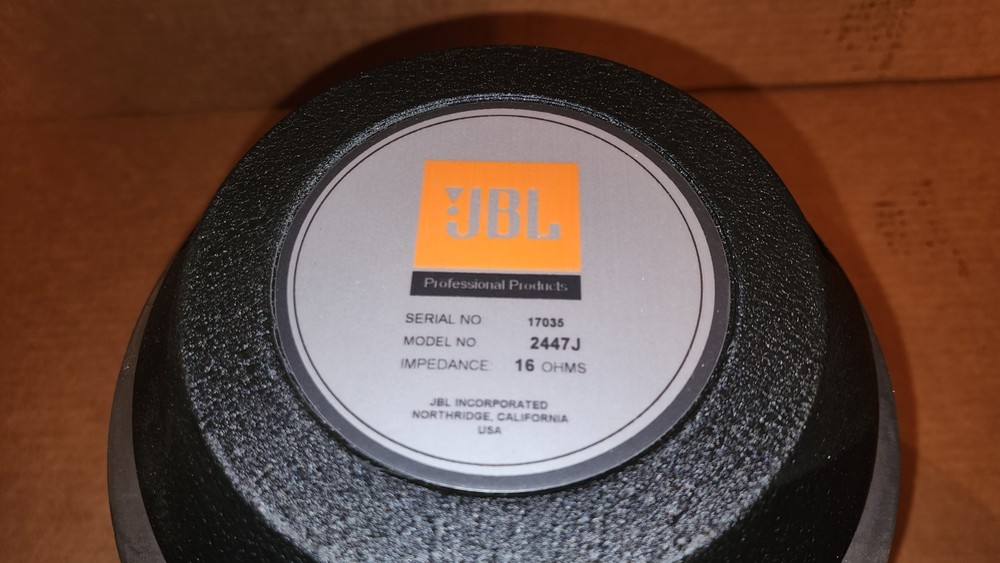 JBL
Professional Products
SERIAL NO 17035
MODEL NO 2447J
IMPEDANCE: 16 OHMS
JBL INCORPORATED
NORTHRIDGE, CALIFORNIA
USA